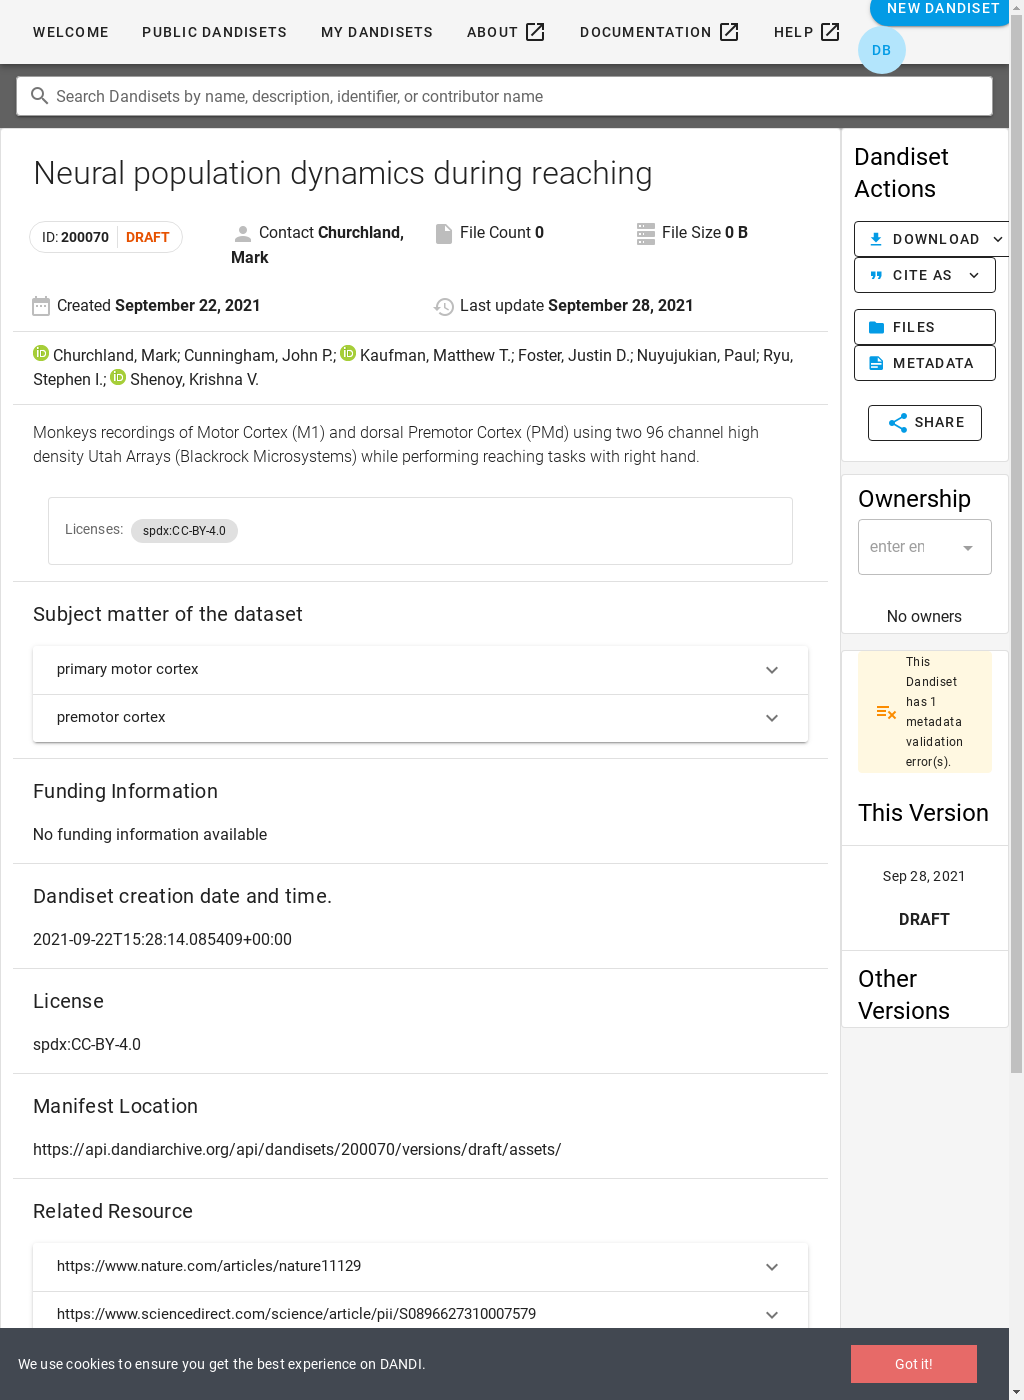 NEW DANDISET
WELCOME PUBLIC DANDISETS MY DANDISETS ABOUT DOCUMENTATION HELP
DB
Search Dandisets by name, description, identifier, or contributor name
Neural population dynamics during reaching
ID: 200070 DRAFT
Contact Churchland, Mark
File Count 0
File Size 0 B
Created September 22, 2021
Last update September 28, 2021
Churchland, Mark; Cunningham, John P.; Kaufman, Matthew T.; Foster, Justin D.; Nuyujukian, Paul; Ryu,
Stephen I.; Shenoy, Krishna V.
Monkeys recordings of Motor Cortex (M1) and dorsal Premotor Cortex (PMd) using two 96 channel high
density Utah Arrays (Blackrock Microsystems) while performing reaching tasks with right hand.
Licenses: spdx:CC-BY-4.0
Subject matter of the dataset
primary motor cortex
premotor cortex
Funding Information
No funding information available
Dandiset creation date and time.
2021-09-22T15:28:14.085409+00:00
License
spdx:CC-BY-4.0
Manifest Location
https://api.dandiarchive.org/api/dandisets/200070/versions/draft/assets/
Related Resource
https://www.nature.com/articles/nature11129
https://www.sciencedirect.com/science/article/pii/S0896627310007579
Dandiset
Actions
DOWNLOAD
CITE AS
FILES
METADATA
SHARE
Ownership
enter en
No owners
This
Dandiset
has 1
metadata
validation
error(s).
This Version
Sep 28, 2021
DRAFT
Other
Versions
We use cookies to ensure you get the best experience on DANDI.
Got it!